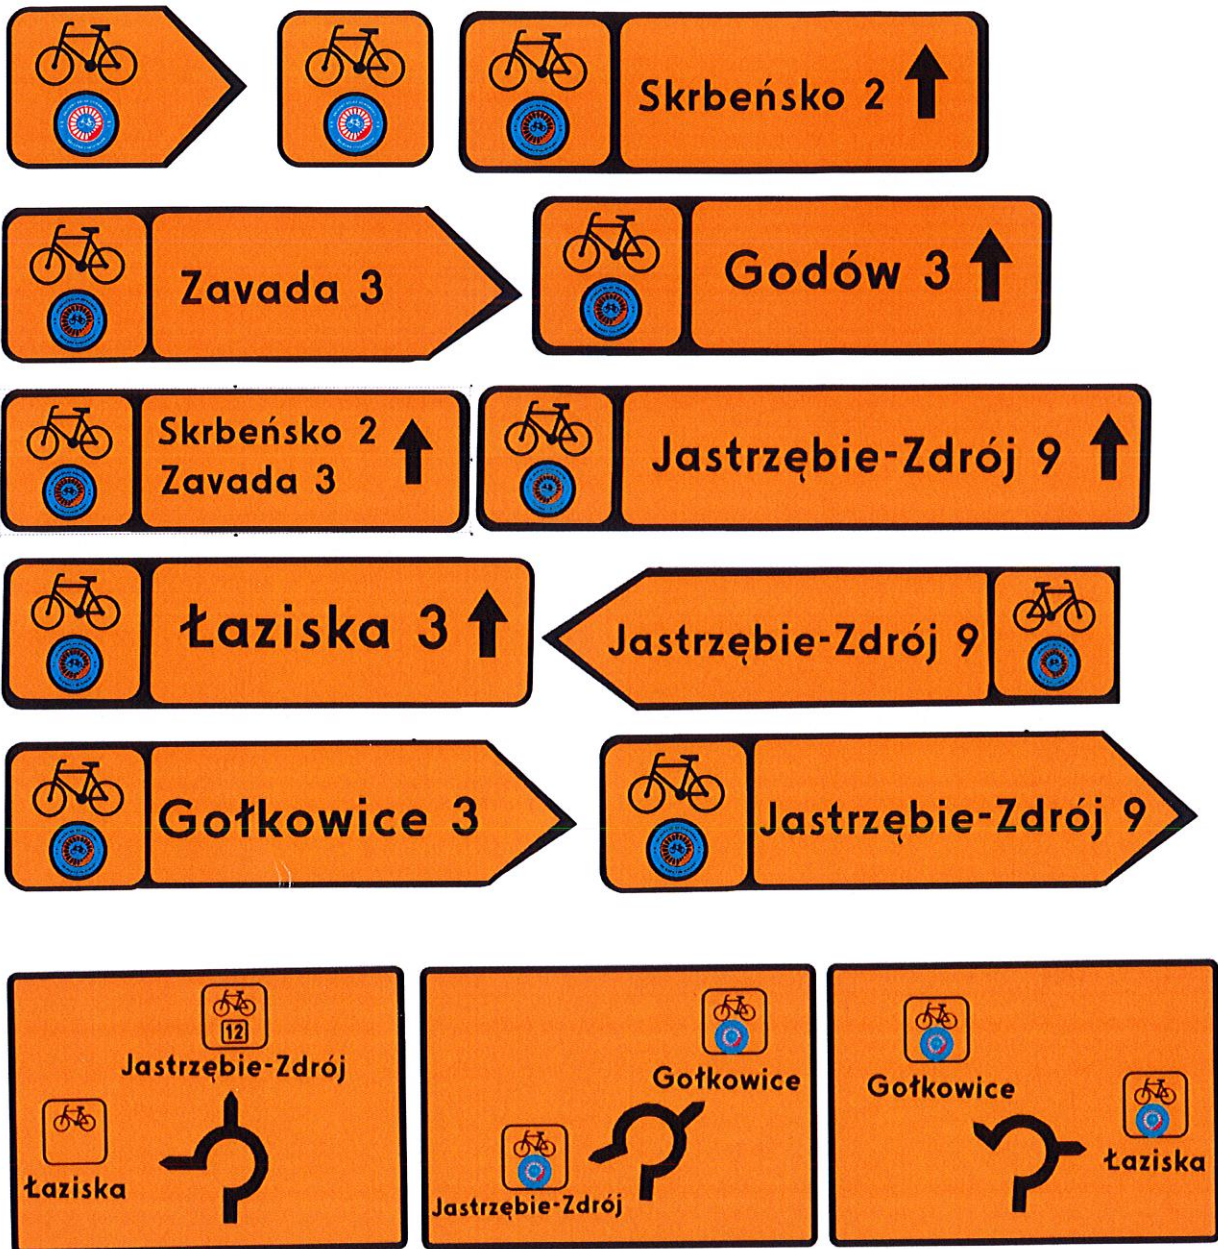 Skrbeńsko 2
Zavada 3
Godów 3
Skrbeńsko 2
Zavada 3
Jastrzębie-Zdrój 9
Łaziska 3
Jastrzębie-Zdrój 9
Gołkowice 3
Jastrzębie-Zdrój 9
12
Jastrzębie-Zdrój
Łaziska
Gołkowice
Jastrzębie-Zdrój
Gołkowice
Łaziska